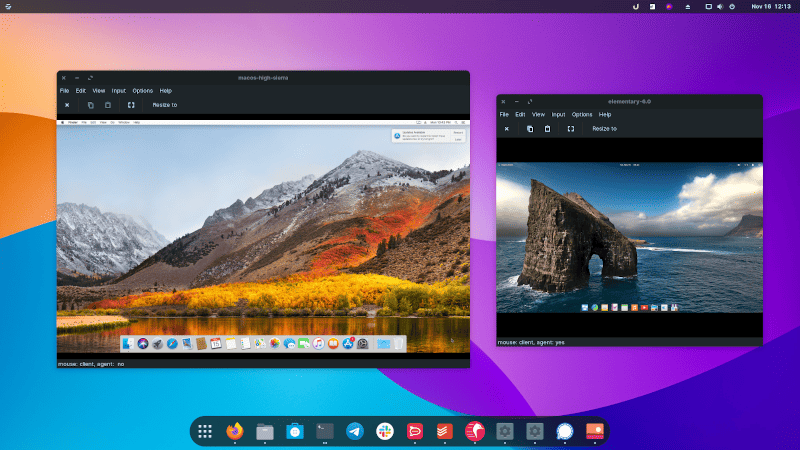 Nov 16 12:13
macos-high-sierra
File Edit View Input Options Help
Resize to
mouse: client, agent: no
elementary-6.0
File Edit View Input Options Help
Resize to
mouse: client, agent: yes